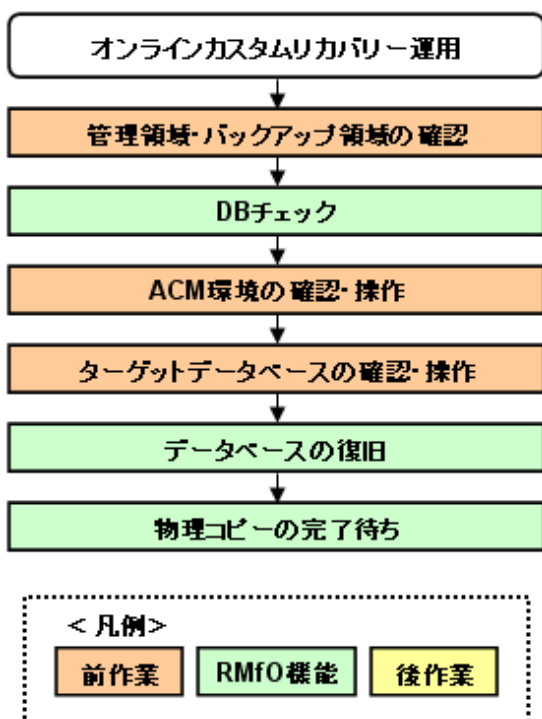 オンラインカスタムリカバリー運用
管理領域・バックアップ領域の確認
DBチェック
ACM環境の確認・操作
ターゲットデータベースの確認・操作
データベースの復旧
物理コピーの完了待ち
<凡例>
前作業 RMfO機能 後作業